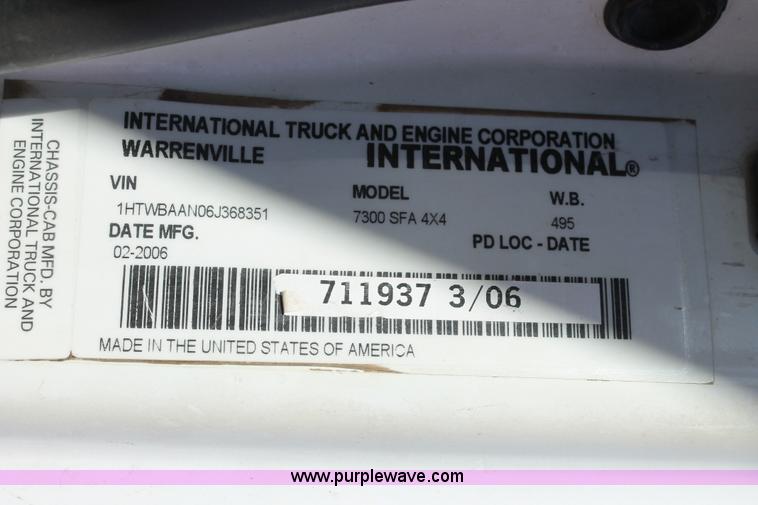 CHASSIS-CAB MFD. BY
INTERNATIONAL TRUCK AND
ENGINE CORPORATION
INTERNATIONAL TRUCK AND ENGINE CORPORATION
WARRENVILLE INTERNATIONAL®
VIN MODEL W.B.
1HTWBAAN06J368351 7300 SFA 4X4 495
DATE MFG. PD LOC - DATE
02-2006
711937 3/06
MADE IN THE UNITED STATES OF AMERICA
www.purplewave.com